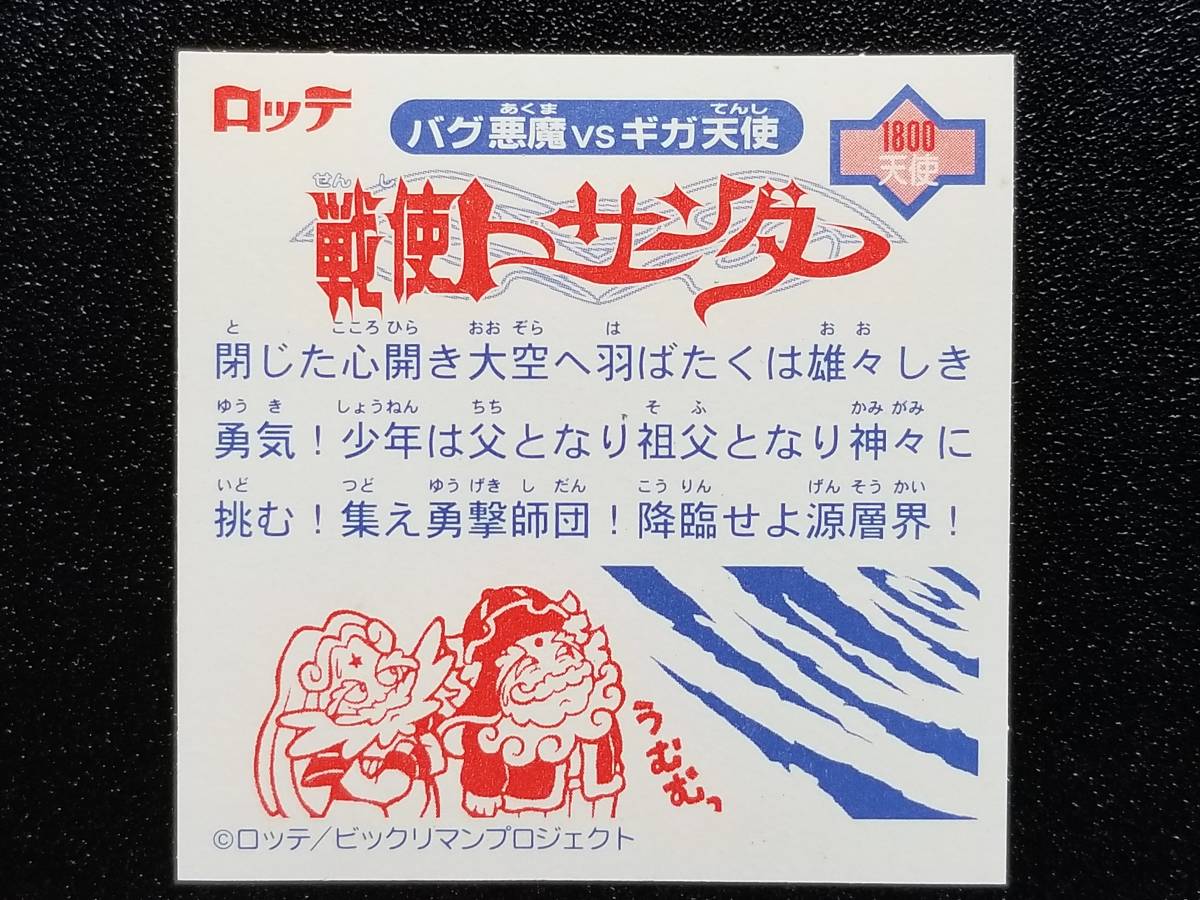 ロッテ
あくま てんし
バグ悪魔vsギガ天使
1800
天使
せんし
戦使トーサンダー
と こころ ひら おお ぞら は お お
閉じた心開き大空へ羽ばたくは雄々しき
ゆう き しょうねん ちち そ ふ かみ がみ
勇気！少年は父となり祖父となり神々に
いど つど ゆう げき し だん こう りん げん そう かい
挑む！集え勇撃師団！降臨せよ源層界！
うむむっ
©ロッテ/ビックリマンプロジェクト